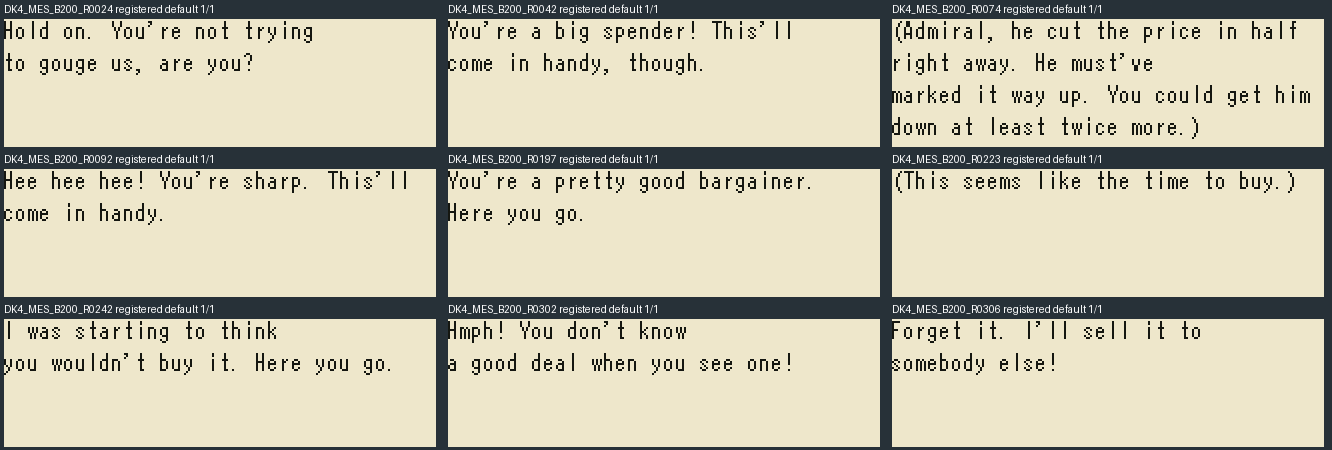 DK4_MES_B200_R0024 registered default 1/1
Hold on. You're not trying
to gouge us, are you?
DK4_MES_B200_R0042 registered default 1/1
You're a big spender! This'll
come in handy, though.
DK4_MES_B200_R0074 registered default 1/1
(Admiral, he cut the price in half
right away. He must've
marked it way up. You could get him
down at least twice more.)
DK4_MES_B200_R0092 registered default 1/1
Hee hee hee! You're sharp. This'll
come in handy.
DK4_MES_B200_R0197 registered default 1/1
You're a pretty good bargainer.
Here you go.
DK4_MES_B200_R0223 registered default 1/1
(This seems like the time to buy.)
DK4_MES_B200_R0242 registered default 1/1
I was starting to think
you wouldn't buy it. Here you go.
DK4_MES_B200_R0302 registered default 1/1
Hmph! You don't know
a good deal when you see one!
DK4_MES_B200_R0306 registered default 1/1
Forget it. I'll sell it to
somebody else!